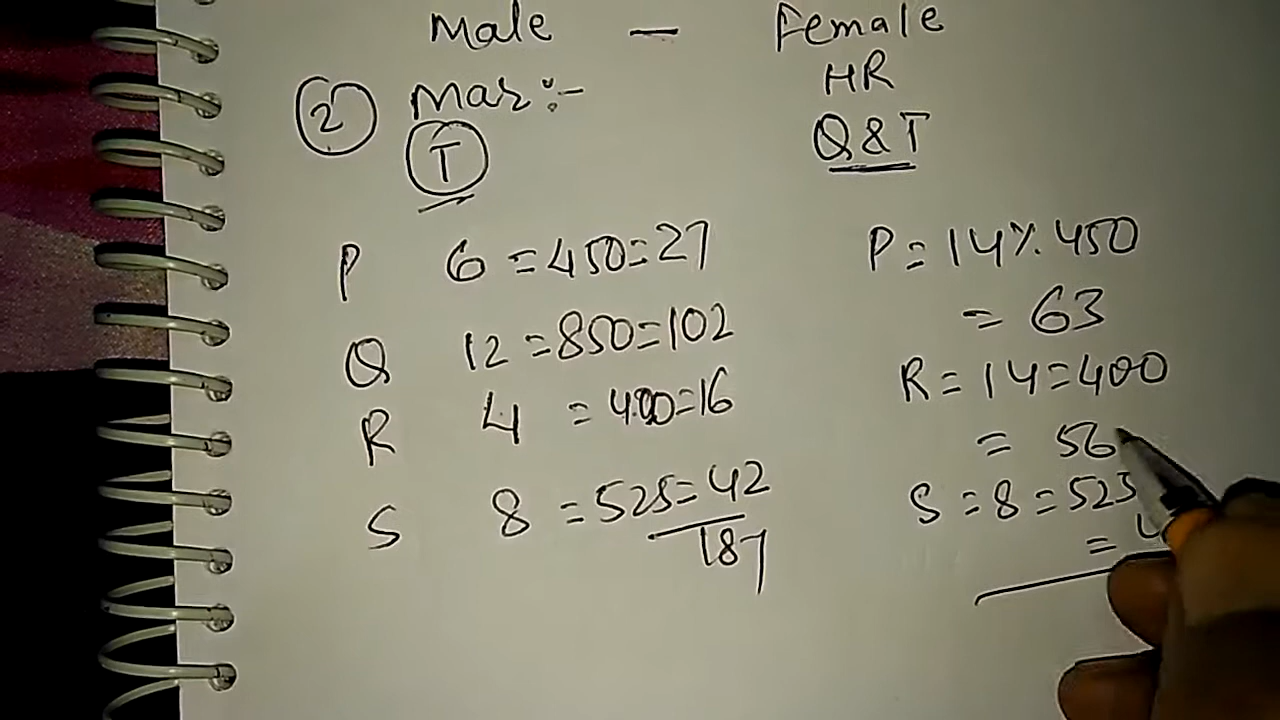 Male — Female
HR
② Mar :-
Q & T
T
P 6 = 450 = 27
Q 12 = 850 = 102
R 4 = 400 = 16
S 8 = 525 = 42
187
P = 14% 450
= 63
R = 14 = 400
= 56
S = 8 = 525
= 4